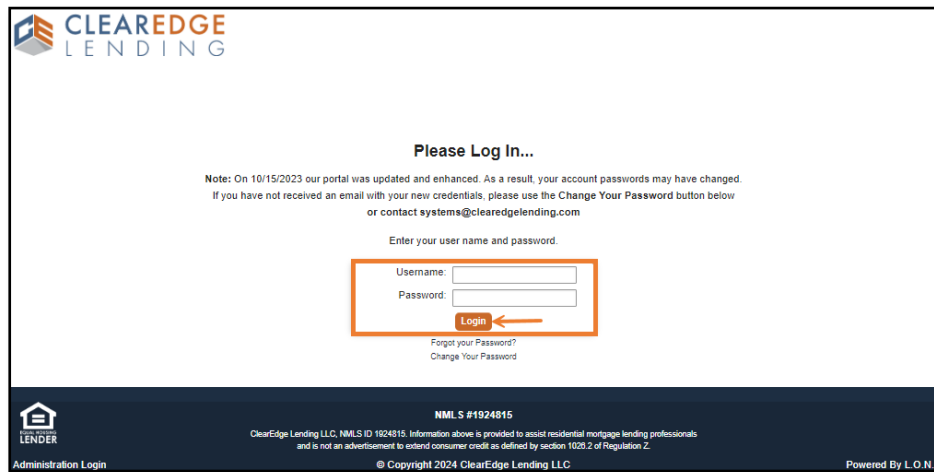 CLEAREDGE
LENDING
Please Log In...
Note: On 10/15/2023 our portal was updated and enhanced. As a result, your account passwords may have changed.
If you have not received an email with your new credentials, please use the Change Your Password button below
or contact systems@clearedgelending.com
Enter your user name and password.
Username:
Password:
Login
Forgot your Password?
Change Your Password
NMLS #1924815
EQUAL HOUSING
LENDER
ClearEdge Lending LLC, NMLS ID 1924815. Information above is provided to assist residential mortgage lending professionals
and is not an advertisement to extend consumer credit as defined by section 1026.2 of Regulation Z.
Administration Login
© Copyright 2024 ClearEdge Lending LLC
Powered By L.O.N.